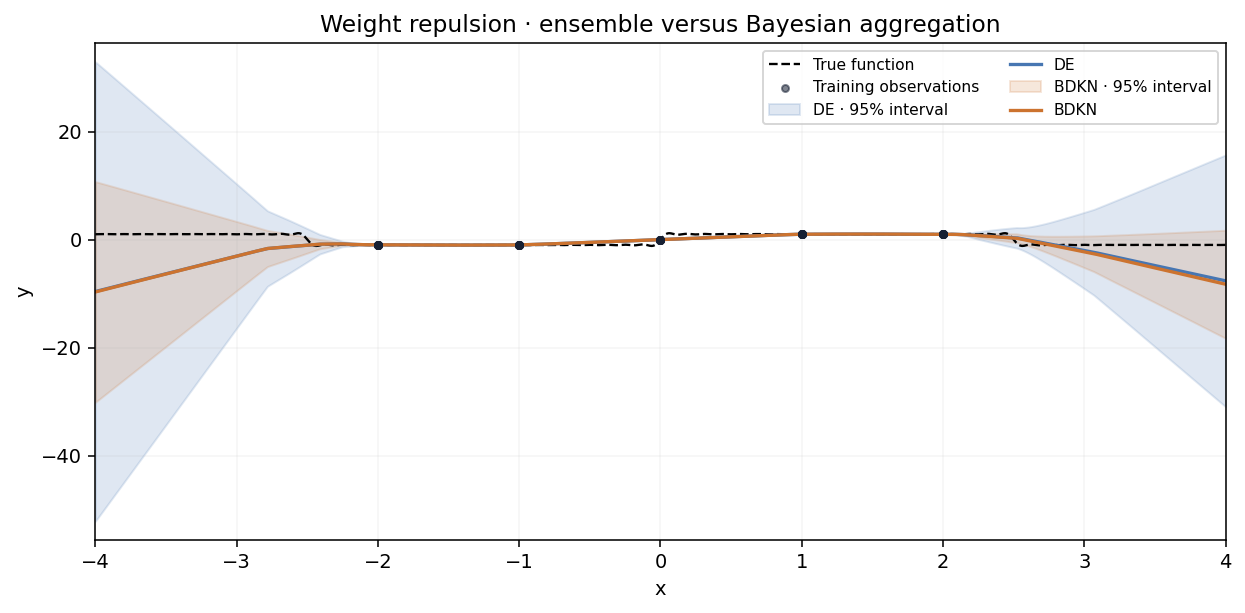 Weight repulsion · ensemble versus Bayesian aggregation
True function
Training observations
DE · 95% interval
DE
BDKN · 95% interval
BDKN
y
20
0
−20
−40
−4
−3
−2
−1
0
1
2
3
4
x